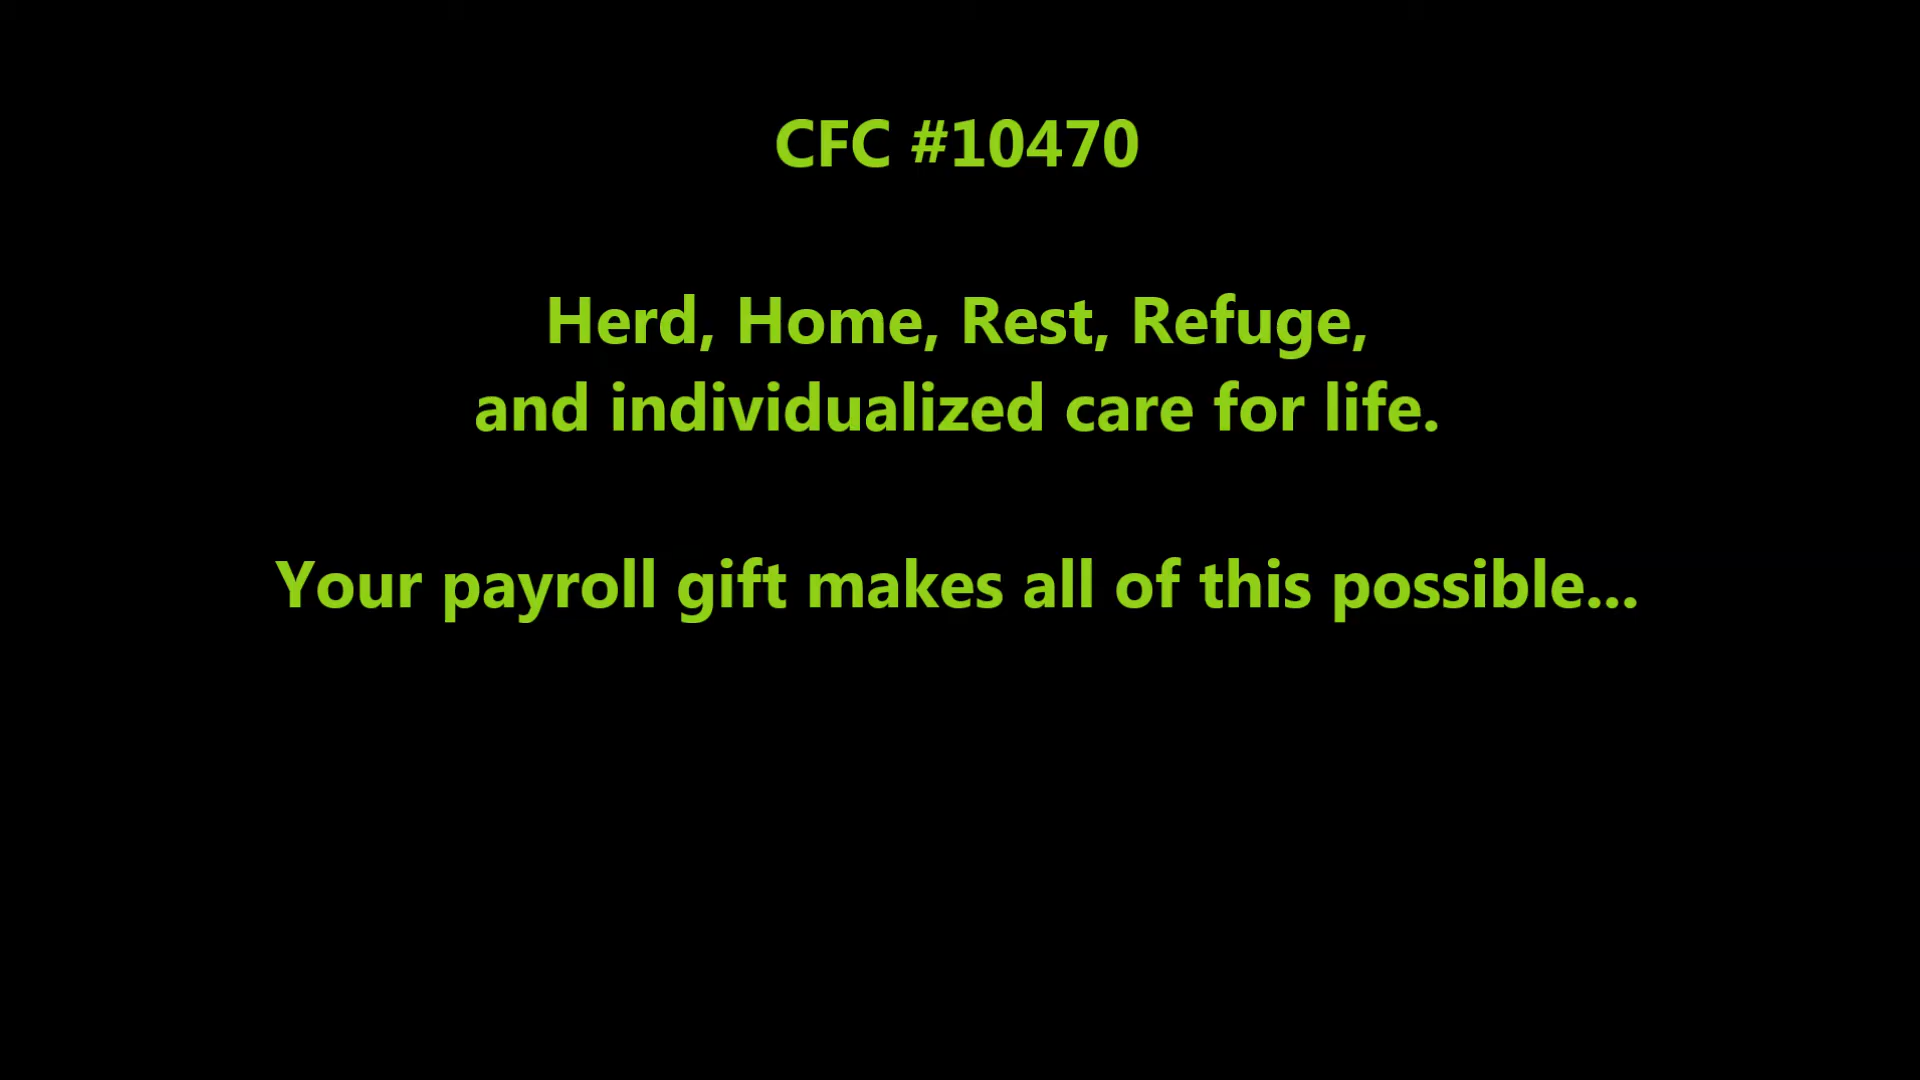 CFC #10470
Herd, Home, Rest, Refuge,
and individualized care for life.
Your payroll gift makes all of this possible...